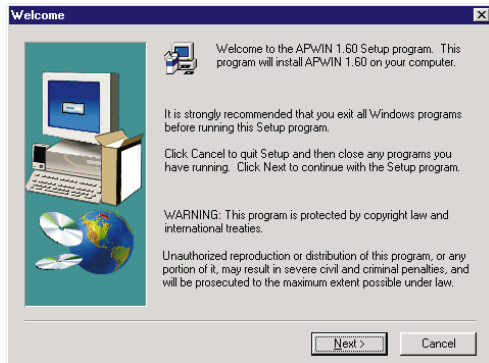 Welcome
Welcome to the APWIN 1.60 Setup program. This
program will install APWIN 1.60 on your computer.
It is strongly recommended that you exit all Windows programs
before running this Setup program.
Click Cancel to quit Setup and then close any programs you
have running. Click Next to continue with the Setup program.
WARNING: This program is protected by copyright law and
international treaties.
Unauthorized reproduction or distribution of this program, or any
portion of it, may result in severe civil and criminal penalties, and
will be prosecuted to the maximum extent possible under law.
Next > Cancel